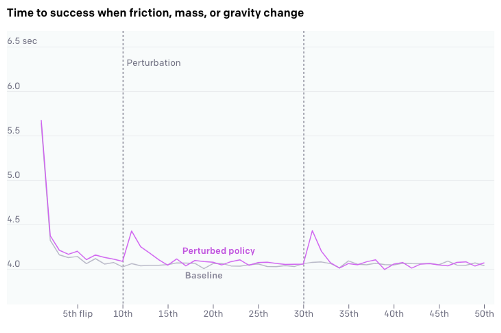 Time to success when friction, mass, or gravity change
6.5 sec
Perturbation
6.0
5.5
5.0
4.5
Perturbed policy
4.0
Baseline
5th flip 10th 15th 20th 25th 30th 35th 40th 45th 50th